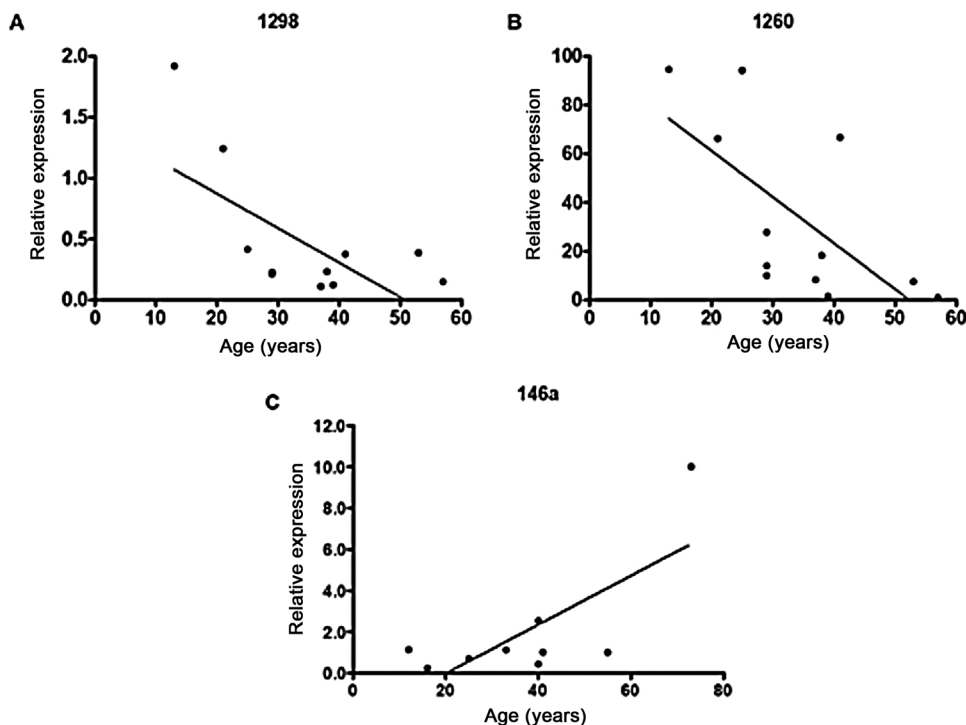 A
1298
Relative expression
2.0
1.5
1.0
0.5
0.0
0 10 20 30 40 50 60
Age (years)
B
1260
Relative expression
100
80
60
40
20
0
0 10 20 30 40 50 60
Age (years)
C
146a
Relative expression
12.0
10.0
8.0
6.0
4.0
2.0
0.0
0 20 40 60 80
Age (years)